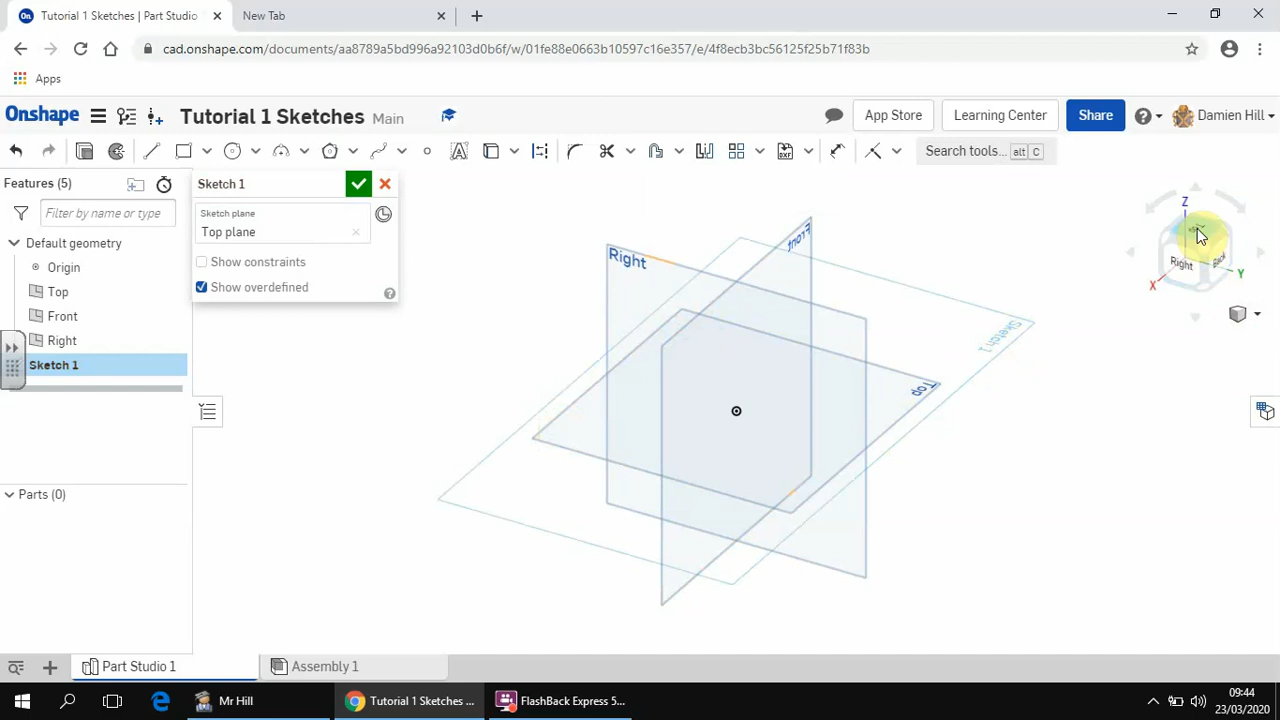 Tutorial 1 Sketches | Part Studio
New Tab
cad.onshape.com/documents/aa8789a5bd996a92103d0b6f/w/01fe88e0663b10597c16e357/e/4f8ecb3bc56125f25b71f83b
Apps
Onshape
Tutorial 1 Sketches Main
App Store
Learning Center
Share
Damien Hill
Search tools... alt C
Features (5)
Filter by name or type
Default geometry
Origin
Top
Front
Right
Sketch 1
Parts (0)
Sketch 1
Sketch plane
Top plane
Show constraints
Show overdefined
Right
Front
Top
Sketch 1
Z
Right
Back
X
Y
Part Studio 1
Assembly 1
Mr Hill
Tutorial 1 Sketches ...
FlashBack Express 5...
09:44
23/03/2020